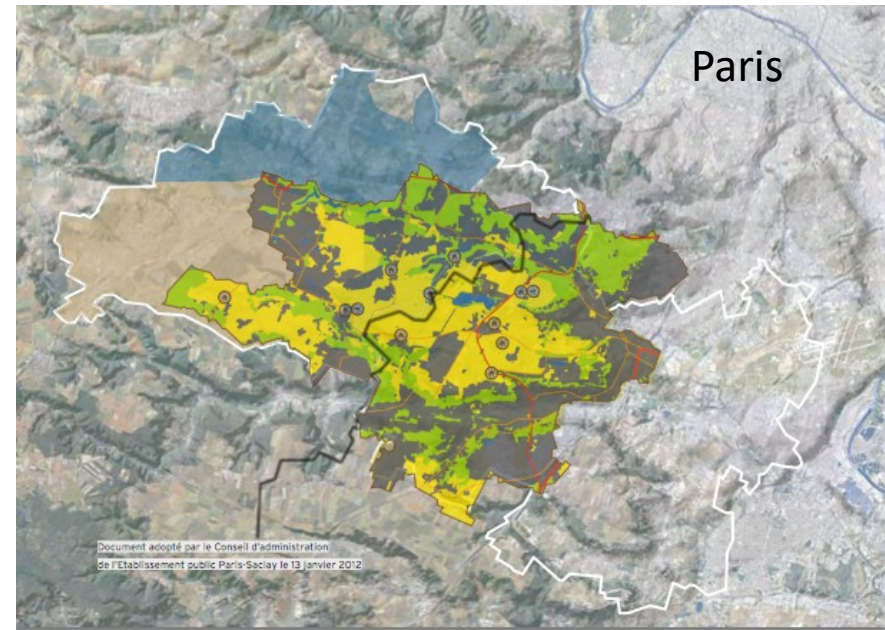 Paris
Document adopté par le Conseil d'administration
de l'Etablissement public Paris-Saclay le 13 janvier 2012